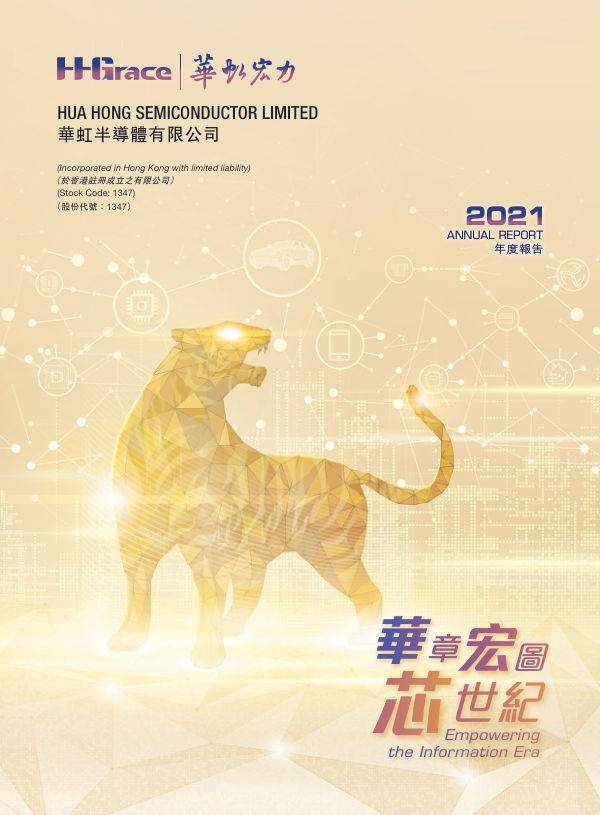 HHGrace 華虹宏力
HUA HONG SEMICONDUCTOR LIMITED
華虹半導體有限公司
(Incorporated in Hong Kong with limited liability)
（於香港註冊成立之有限公司）
(Stock Code: 1347)
（股份代號：1347）
2021
ANNUAL REPORT
年度報告
華章宏圖
芯世紀
Empowering
the Information Era